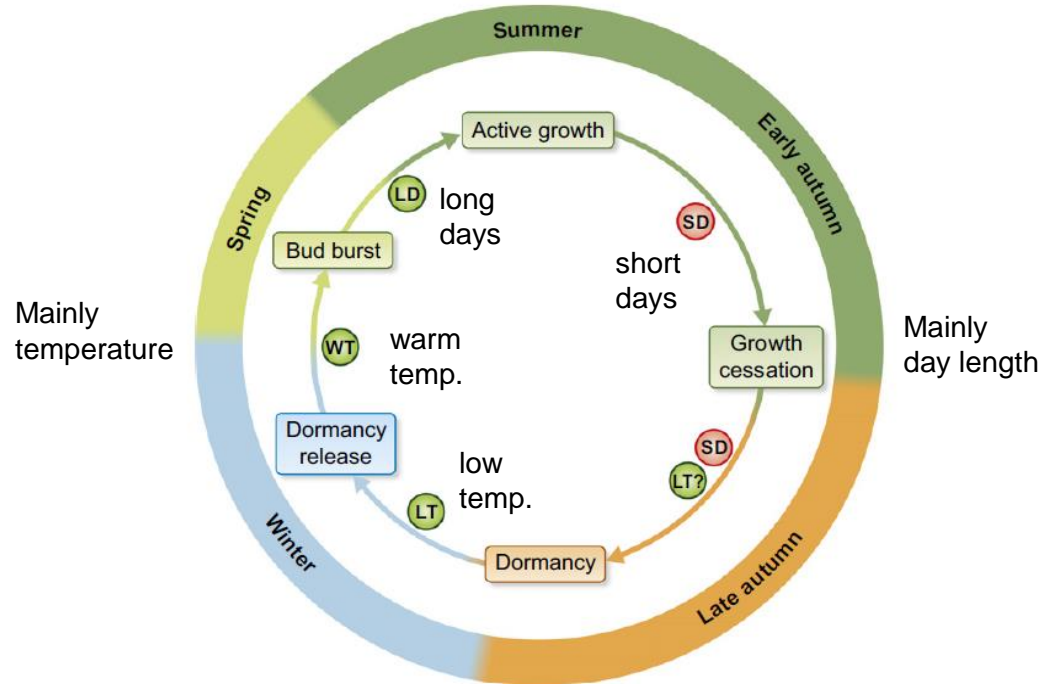 Summer
Early autumn
Late autumn
Winter
Spring
Active growth
LD
long
days
SD
short
days
Bud burst
Mainly
temperature
WT
warm
temp.
Growth
cessation
Mainly
day length
Dormancy
release
SD
LT?
low
temp.
LT
Dormancy